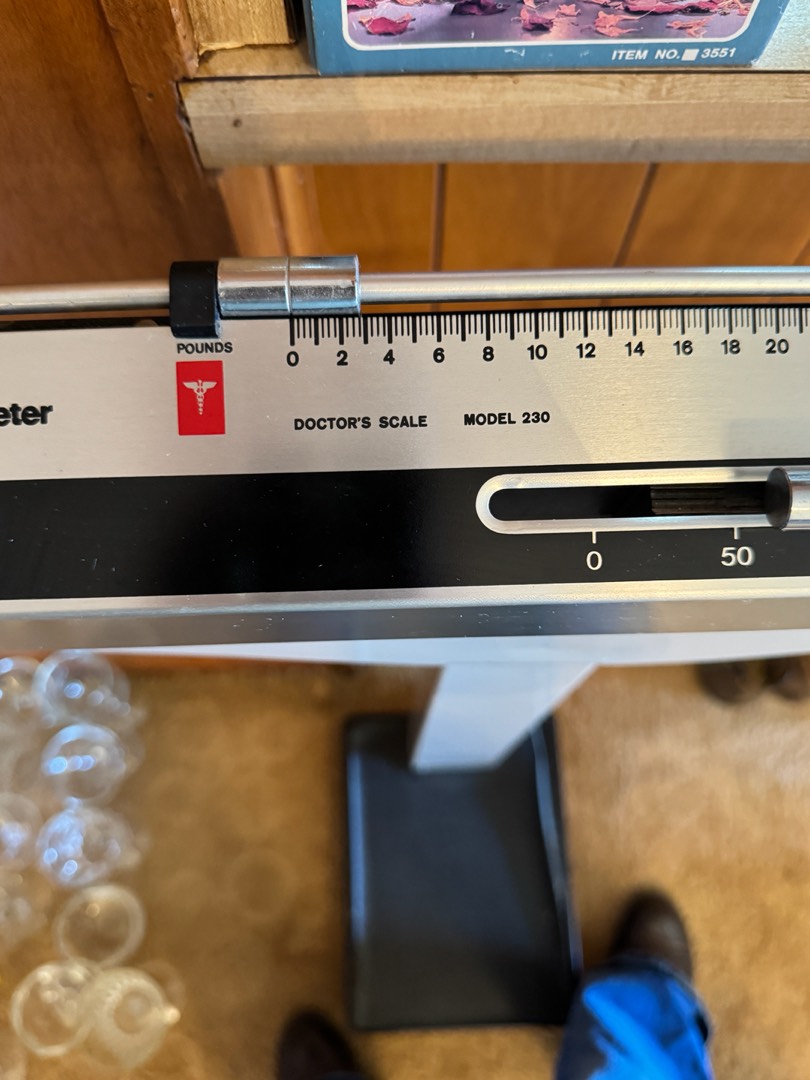 ITEM NO. 3551
POUNDS
0 2 4 6 8 10 12 14 16 18 20
eter
DOCTOR'S SCALE MODEL 230
0 50